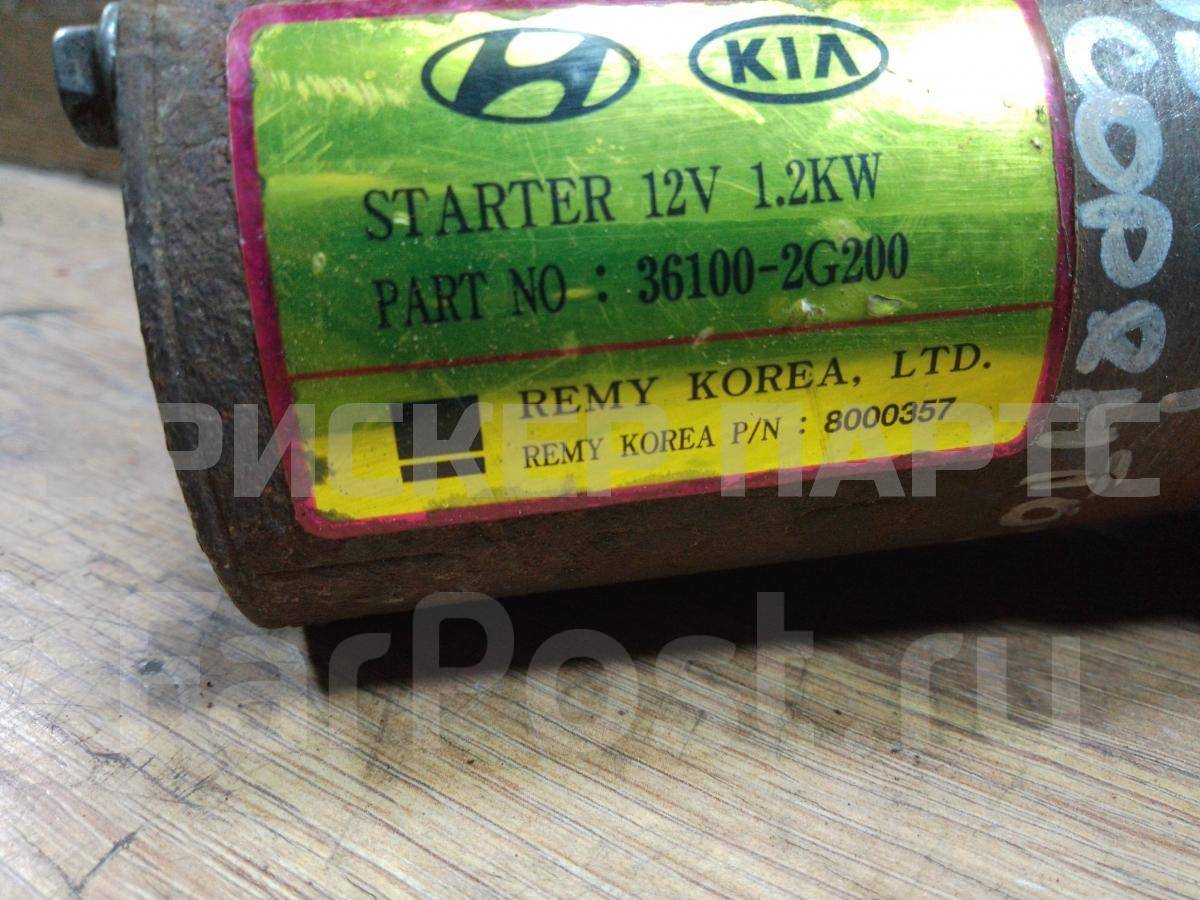 KIA
STARTER 12V 1.2KW
PART NO : 36100-2G200
REMY KOREA, LTD.
REMY KOREA P/N : 8000357
РИСКЕР ПАРТС
FarPost.ru